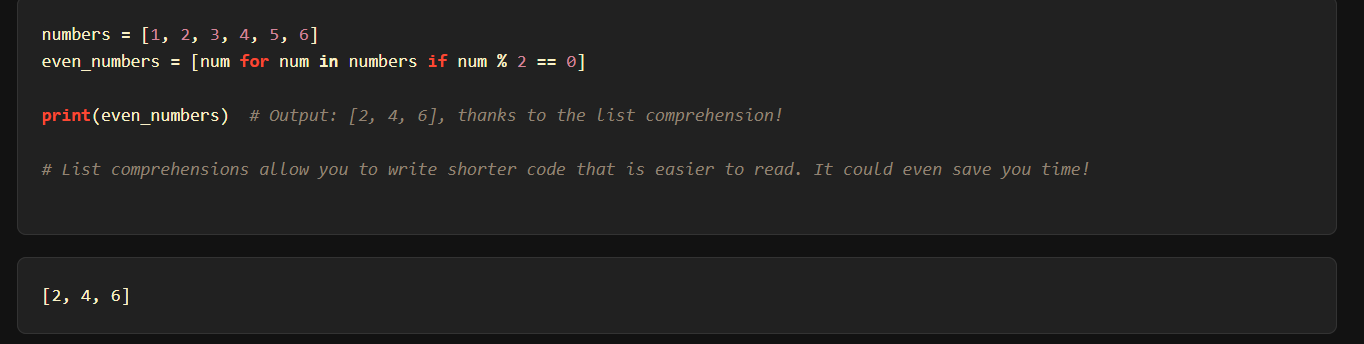 numbers = [1, 2, 3, 4, 5, 6]
even_numbers = [num for num in numbers if num % 2 == 0]
print(even_numbers)  # Output: [2, 4, 6], thanks to the list comprehension!
# List comprehensions allow you to write shorter code that is easier to read. It could even save you time!
[2, 4, 6]